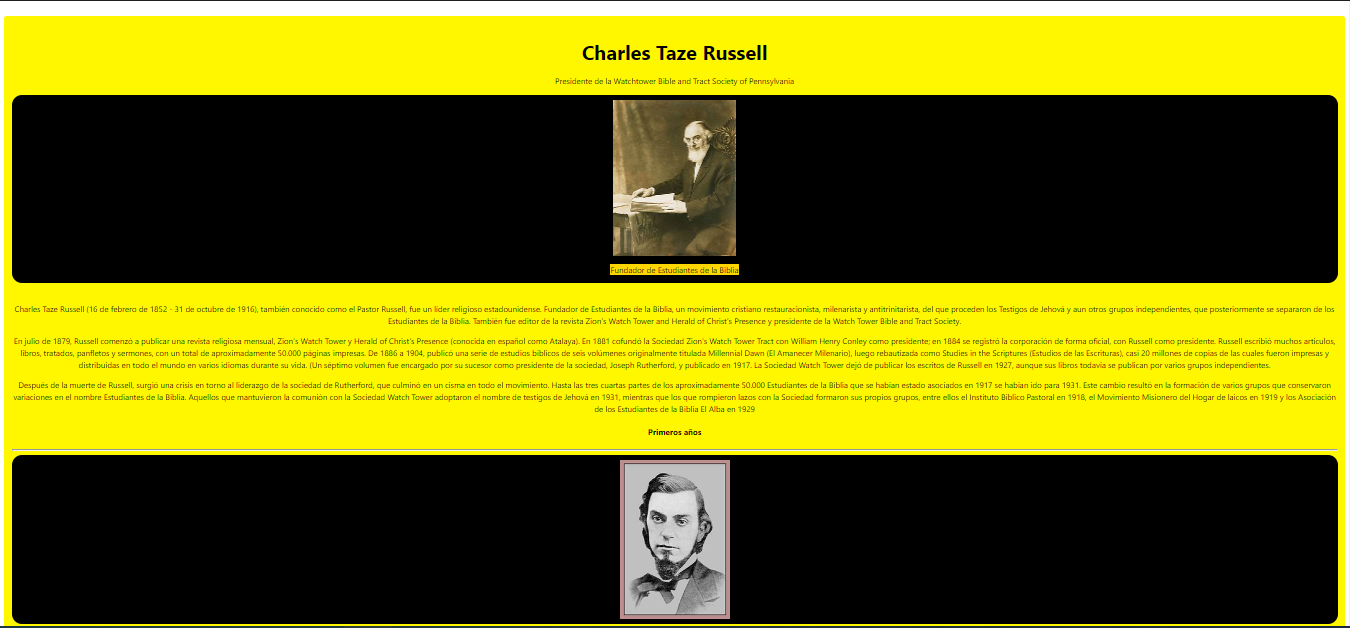 Charles Taze Russell
Presidente de la Watchtower Bible and Tract Society of Pennsylvania
Fundador de Estudiantes de la Biblia
Charles Taze Russell (16 de febrero de 1852 - 31 de octubre de 1916), también conocido como el Pastor Russell, fue un líder religioso estadounidense. Fundador de Estudiantes de la Biblia, un movimiento cristiano restauracionista, milenarista y antitrinitarista, del que proceden los Testigos de Jehová y aun otros grupos independientes, que posteriormente se separaron de los
Estudiantes de la Biblia. También fue editor de la revista Zion's Watch Tower and Herald of Christ's Presence y presidente de la Watch Tower Bible and Tract Society.
En julio de 1879, Russell comenzó a publicar una revista religiosa mensual, Zion's Watch Tower y Herald of Christ's Presence (conocida en español como Atalaya). En 1881 cofundó la Sociedad Zion's Watch Tower Tract con William Henry Conley como presidente; en 1884 se registró la corporación de forma oficial, con Russell como presidente. Russell escribió muchos artículos,
libros, tratados, panfletos y sermones, con un total de aproximadamente 50.000 páginas impresas. De 1886 a 1904, publicó una serie de estudios bíblicos de seis volúmenes originalmente titulada Millennial Dawn (El Amanecer Milenario), luego rebautizada como Studies in the Scriptures (Estudios de las Escrituras), casi 20 millones de copias de las cuales fueron impresas y
distribuidas en todo el mundo en varios idiomas durante su vida. (Un séptimo volumen fue encargado por su sucesor como presidente de la sociedad, Joseph Rutherford, y publicado en 1917. La Sociedad Watch Tower dejó de publicar los escritos de Russell en 1927, aunque sus libros todavía se publican por varios grupos independientes.
Después de la muerte de Russell, surgió una crisis en torno al liderazgo de la sociedad de Rutherford, que culminó en un cisma en todo el movimiento. Hasta las tres cuartas partes de los aproximadamente 50.000 Estudiantes de la Biblia que se habían estado asociados en 1917 se habían ido para 1931. Este cambio resultó en la formación de varios grupos que conservaron
variaciones en el nombre Estudiantes de la Biblia. Aquellos que mantuvieron la comunión con la Sociedad Watch Tower adoptaron el nombre de testigos de Jehová en 1931, mientras que los que rompieron lazos con la Sociedad formaron sus propios grupos, entre ellos el Instituto Bíblico Pastoral en 1918, el Movimiento Misionero del Hogar de laicos en 1919 y los Asociación
de los Estudiantes de la Biblia El Alba en 1929
Primeros años